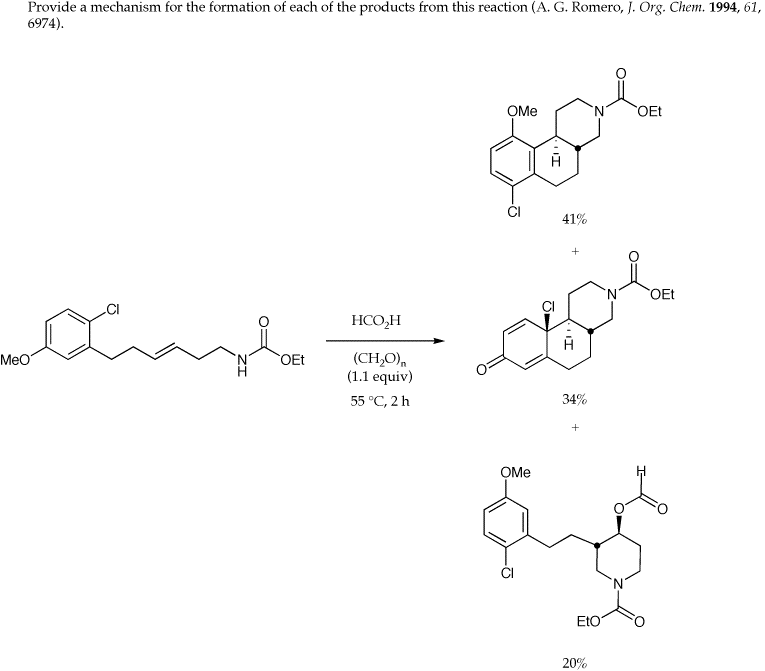 Provide a mechanism for the formation of each of the products from this reaction (A. G. Romero, J. Org. Chem. 1994, 61,
6974).
O
OMe
N
OEt
H
Cl
41%
+
O
Cl
N
OEt
H
O
34%
+
Cl
O
MeO
N
H
OEt
HCO2H
(CH2O)n
(1.1 equiv)
55 °C, 2 h
OMe
H
O
O
Cl
N
EtO
O
20%